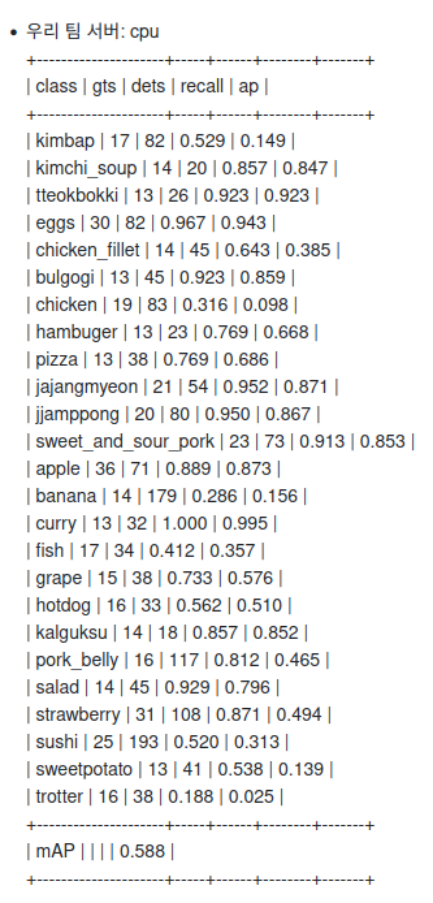 • 우리 팀 서버: cpu
+---------------------+-----+------+--------+-------+
| class | gts | dets | recall | ap |
+---------------------+-----+------+--------+-------+
| kimbap | 17 | 82 | 0.529 | 0.149 |
| kimchi_soup | 14 | 20 | 0.857 | 0.847 |
| tteokbokki | 13 | 26 | 0.923 | 0.923 |
| eggs | 30 | 82 | 0.967 | 0.943 |
| chicken_fillet | 14 | 45 | 0.643 | 0.385 |
| bulgogi | 13 | 45 | 0.923 | 0.859 |
| chicken | 19 | 83 | 0.316 | 0.098 |
| hambuger | 13 | 23 | 0.769 | 0.668 |
| pizza | 13 | 38 | 0.769 | 0.686 |
| jajangmyeon | 21 | 54 | 0.952 | 0.871 |
| jjamppong | 20 | 80 | 0.950 | 0.867 |
| sweet_and_sour_pork | 23 | 73 | 0.913 | 0.853 |
| apple | 36 | 71 | 0.889 | 0.873 |
| banana | 14 | 179 | 0.286 | 0.156 |
| curry | 13 | 32 | 1.000 | 0.995 |
| fish | 17 | 34 | 0.412 | 0.357 |
| grape | 15 | 38 | 0.733 | 0.576 |
| hotdog | 16 | 33 | 0.562 | 0.510 |
| kalguksu | 14 | 18 | 0.857 | 0.852 |
| pork_belly | 16 | 117 | 0.812 | 0.465 |
| salad | 14 | 45 | 0.929 | 0.796 |
| strawberry | 31 | 108 | 0.871 | 0.494 |
| sushi | 25 | 193 | 0.520 | 0.313 |
| sweetpotato | 13 | 41 | 0.538 | 0.139 |
| trotter | 16 | 38 | 0.188 | 0.025 |
+---------------------+-----+------+--------+-------+
| mAP | | | | 0.588 |
+---------------------+-----+------+--------+-------+